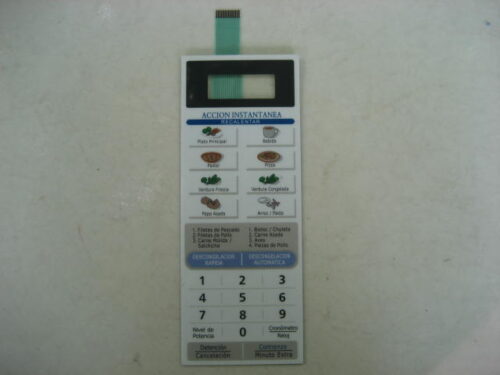 ACCION INSTANTANEA
RECALENTAR
Plato Principal
Bebida
Pizza
Verdura Fresca
Verdura Congelada
Papa Asada
Arroz / Pasta
1. Filetes de Pescado
2. Filetes de Pollo
3. Carne Molida /
Salchicha
1. Bistec / Chuleta
2. Carne Asada
3. Aves
4. Piezas de Pollo
DESCONGELACION
RAPIDA
DESCONGELACION
AUTOMATICA
1 2 3
4 5 6
7 8 9
Nivel de
Potencia
0
Cronómetro
Reloj
Detención
Cancelación
Comienzo
Minuto Extra